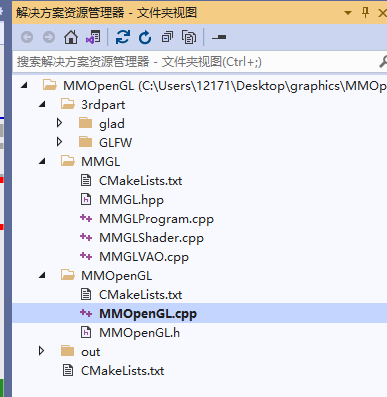 解决方案资源管理器 - 文件夹视图
搜索解决方案资源管理器 - 文件夹视图(Ctrl+;)
MMOpenGL (C:\Users\12171\Desktop\graphics\MMOp
3rdpart
glad
GLFW
MMGL
CMakeLists.txt
MMGL.hpp
MMGLProgram.cpp
MMGLShader.cpp
MMGLVAO.cpp
MMOpenGL
CMakeLists.txt
MMOpenGL.cpp
MMOpenGL.h
out
CMakeLists.txt